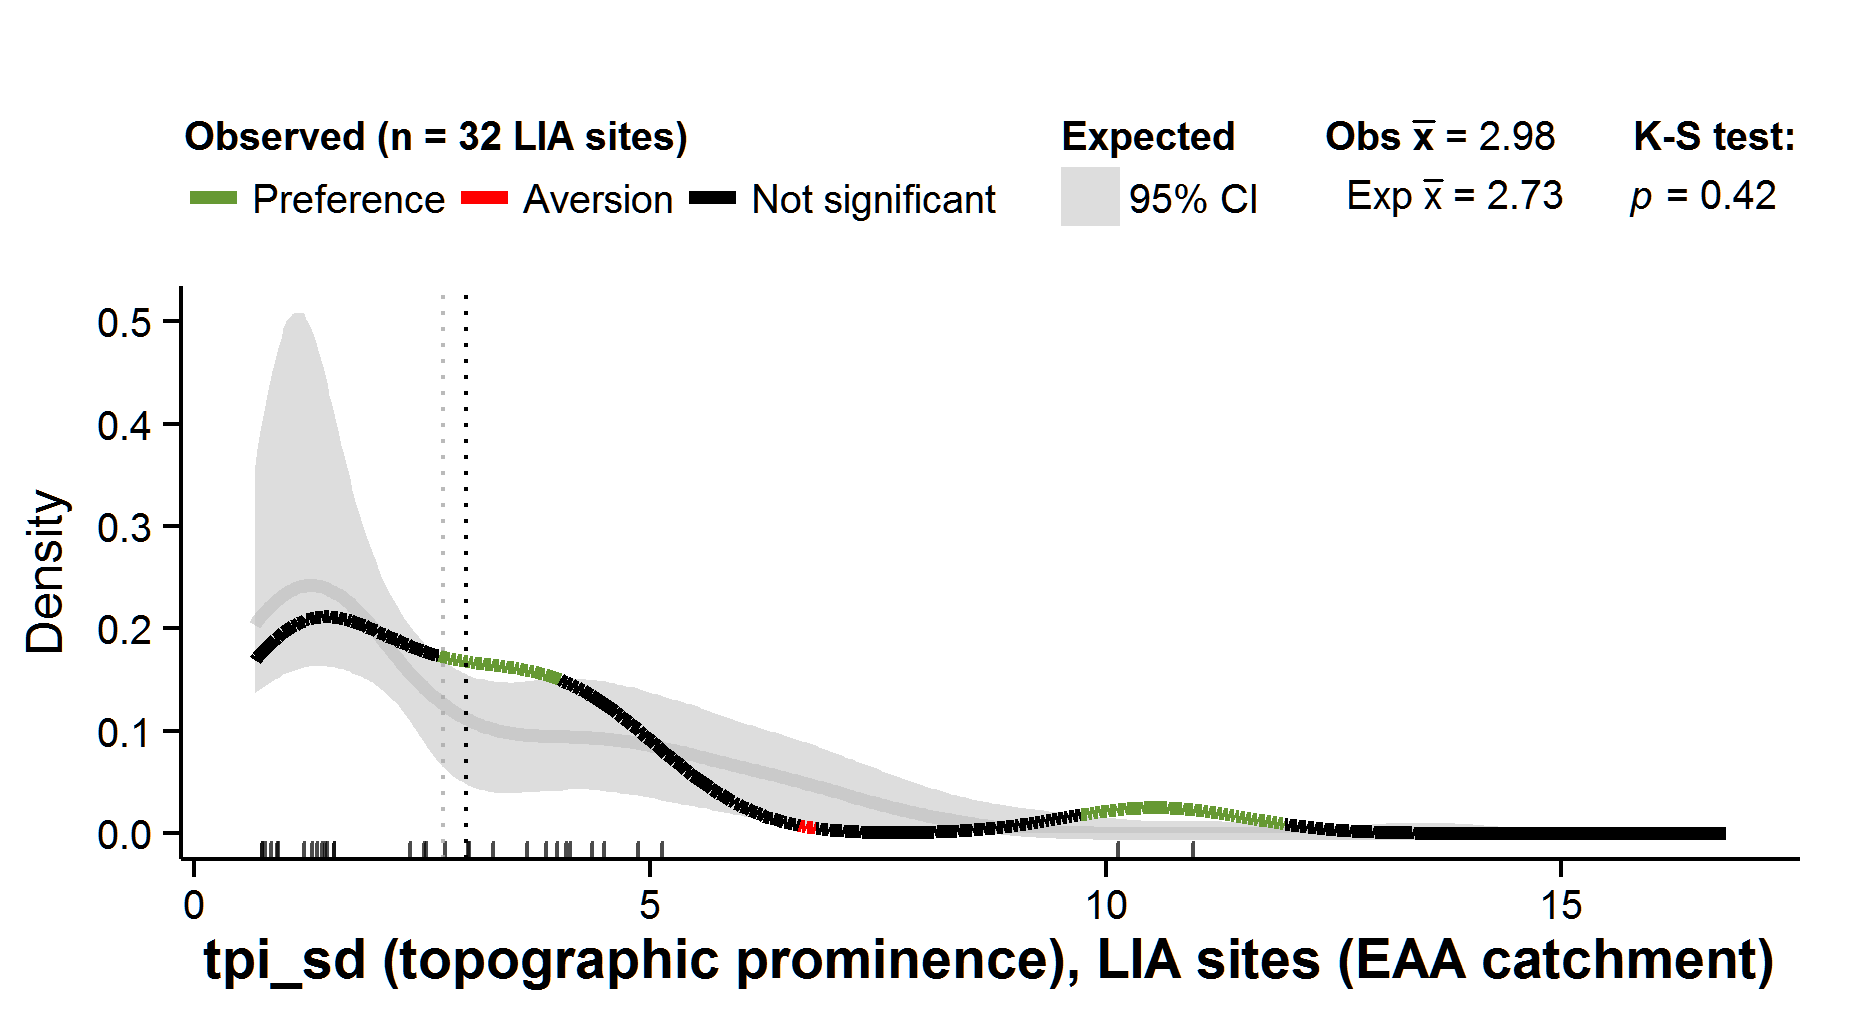 Observed (n = 32 LIA sites) Expected Obs x̅ = 2.98 K-S test:
Preference Aversion Not significant 95% CI Exp x̅ = 2.73 p = 0.42
Density
0.5
0.4
0.3
0.2
0.1
0.0
0 5 10 15
tpi_sd (topographic prominence), LIA sites (EAA catchment)